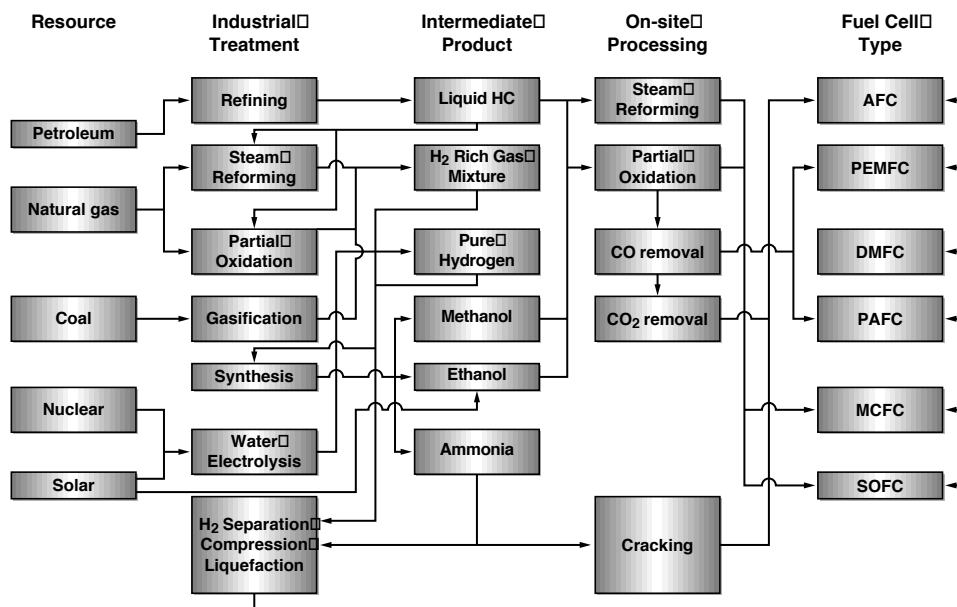 Resource
Industrial□
Treatment
Intermediate□
Product
On-site□
Processing
Fuel Cell□
Type
Petroleum
Natural gas
Coal
Nuclear
Solar
Refining
Steam□
Reforming
Partial□
Oxidation
Gasification
Synthesis
Water□
Electrolysis
H2 Separation□
Compression□
Liquefaction
Liquid HC
H2 Rich Gas□
Mixture
Pure□
Hydrogen
Methanol
Ethanol
Ammonia
Steam□
Reforming
Partial□
Oxidation
CO removal
CO2 removal
Cracking
AFC
PEMFC
DMFC
PAFC
MCFC
SOFC